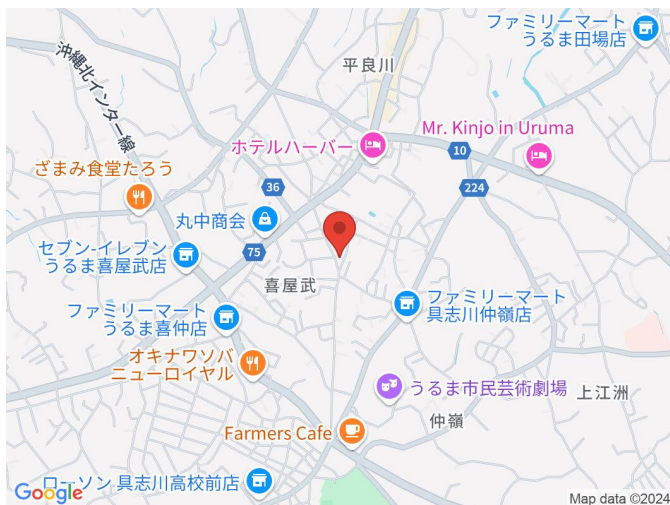 ファミリーマート
うるま田場店
平良川
沖縄北インター線
Mr. Kinjo in Uruma
ホテルハーバー
10
ざまみ食堂たろう
36
224
丸中商会
セブン-イレブン
うるま喜屋武店
75
喜屋武
ファミリーマート
うるま喜仲店
ファミリーマート
具志川仲嶺店
オキナワソバ
ニューロイヤル
うるま市民芸術劇場
上江洲
仲嶺
Farmers Cafe
ローソン 具志川高校前店
Google
Map data ©2024